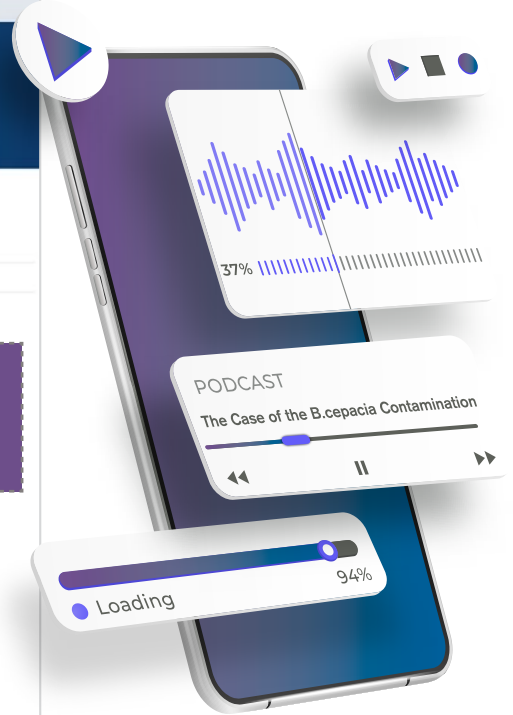 37%
PODCAST
The Case of the B.cepacia Contamination
94%
Loading